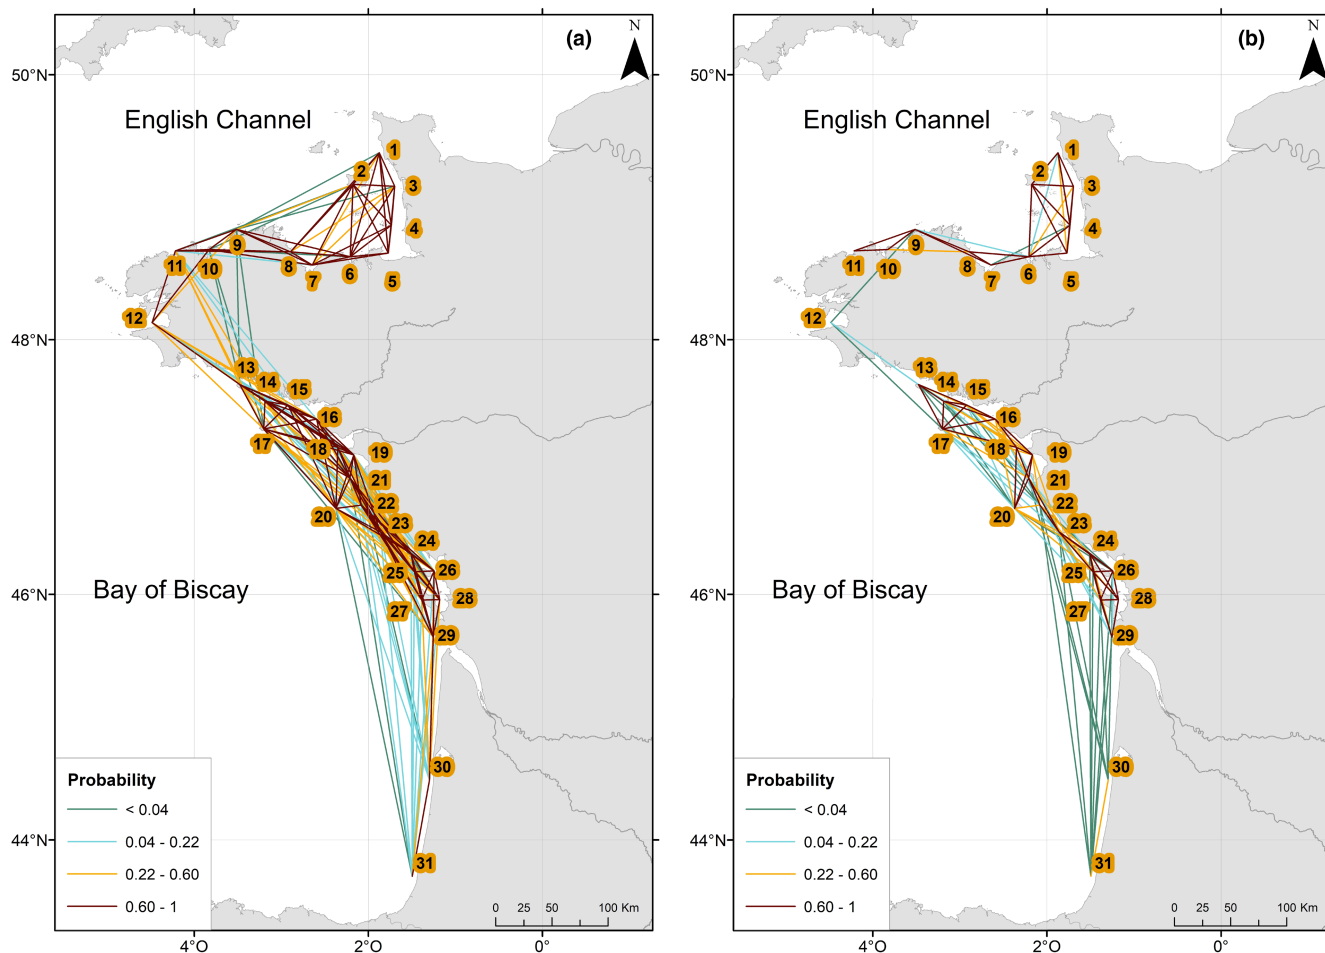 (a)
N
50°N
English Channel
1
2
3
4
5
6
7
8
9
10
11
12
48°N
13
14
15
16
17
18
19
20
21
22
23
24
25
26
27
28
29
Bay of Biscay
46°N
30
31
44°N
Probability
< 0.04
0.04 - 0.22
0.22 - 0.60
0.60 - 1
0 25 50 100 Km
4°O 2°O 0°
(b)
N
50°N
English Channel
1
2
3
4
5
6
7
8
9
10
11
12
48°N
13
14
15
16
17
18
19
20
21
22
23
24
25
26
27
28
29
Bay of Biscay
46°N
30
31
44°N
Probability
< 0.04
0.04 - 0.22
0.22 - 0.60
0.60 - 1
0 25 50 100 Km
4°O 2°O 0°